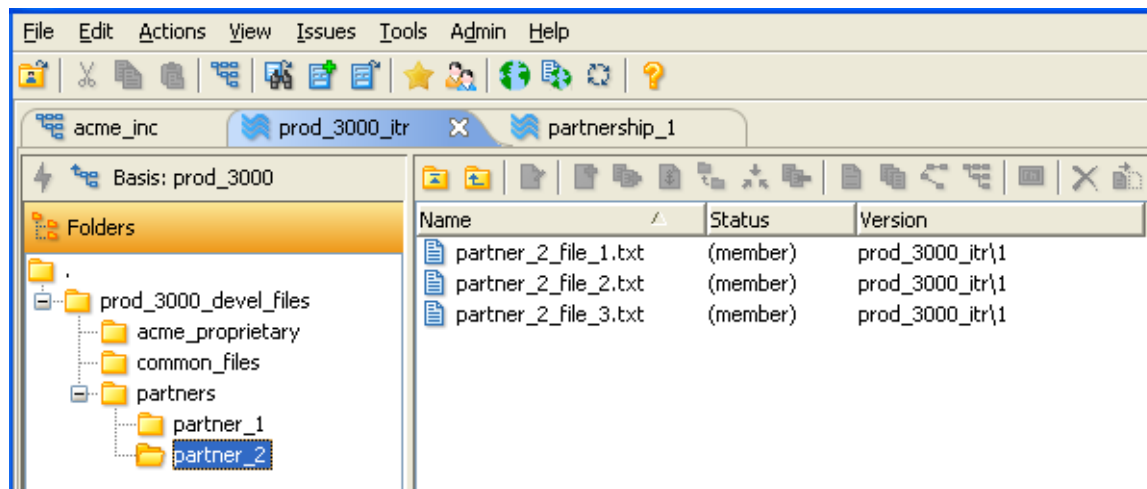 File Edit Actions View Issues Tools Admin Help
acme_inc prod_3000_itr partnership_1
Basis: prod_3000
Folders
.
prod_3000_devel_files
acme_proprietary
common_files
partners
partner_1
partner_2
Name Status Version
partner_2_file_1.txt (member) prod_3000_itr\1
partner_2_file_2.txt (member) prod_3000_itr\1
partner_2_file_3.txt (member) prod_3000_itr\1